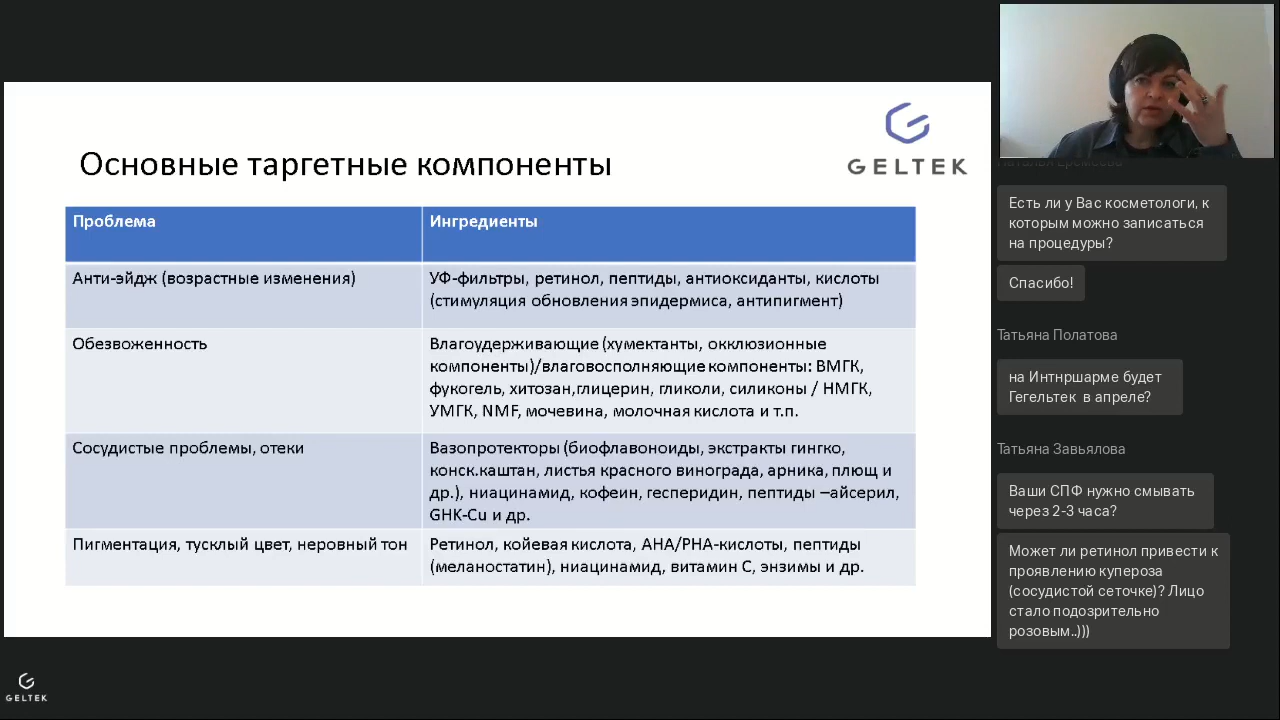 GELTEK
Основные таргетные компоненты
Проблема
Ингредиенты
Анти-эйдж (возрастные изменения)
УФ-фильтры, ретинол, пептиды, антиоксиданты, кислоты
(стимуляция обновления эпидермиса, антипигмент)
Обезвоженность
Влагоудерживающие (хумектанты, окклюзионные
компоненты)/влаговосполняющие компоненты: ВМГК,
фукогель, хитозан,глицерин, гликоли, силиконы / НМГК,
УМГК, NMF, мочевина, молочная кислота и т.п.
Сосудистые проблемы, отеки
Вазопротекторы (биофлавоноиды, экстракты гингко,
конск.каштан, листья красного винограда, арника, плющ и
др.), ниацинамид, кофеин, гесперидин, пептиды –айсерил,
GHK-Cu и др.
Пигментация, тусклый цвет, неровный тон
Ретинол, койевая кислота, АНА/РНА-кислоты, пептиды
(меланостатин), ниацинамид, витамин С, энзимы и др.
GELTEK
Есть ли у Вас косметологи, к
которым можно записаться
на процедуры?
Спасибо!
Татьяна Полатова
на Интнршарме будет
Гегельтек в апреле?
Татьяна Завьялова
Ваши СПФ нужно смывать
через 2-3 часа?
Может ли ретинол привести к
проявлению купероза
(сосудистой сеточке)? Лицо
стало подозрительно
розовым..)))